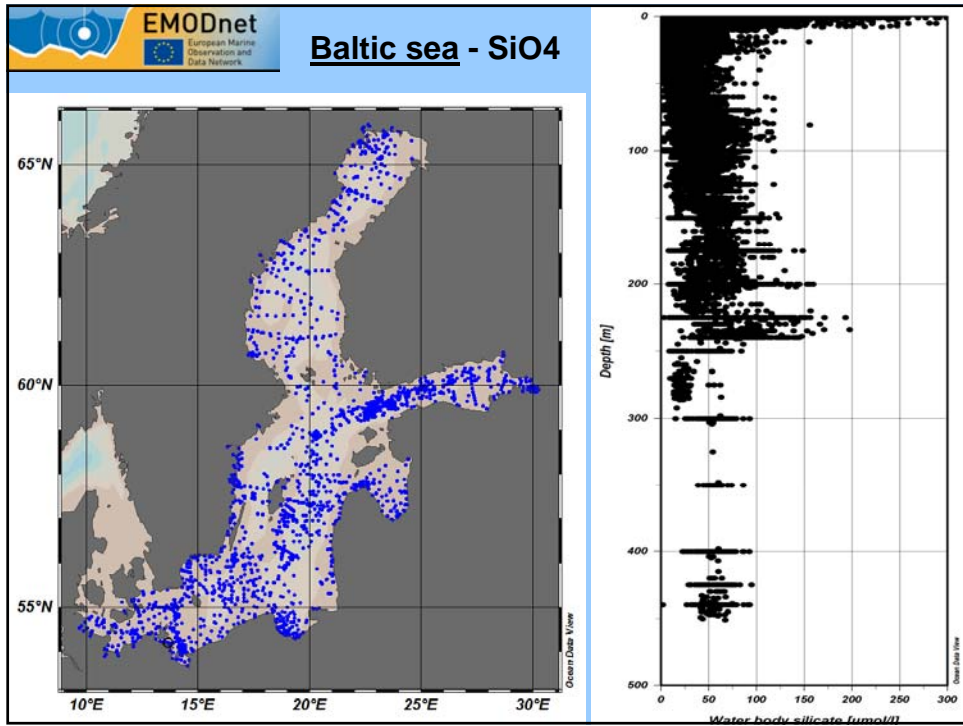 EMODnet
European Marine
Observation and
Data Network
Baltic sea - SiO4
65°N
60°N
55°N
10°E
15°E
20°E
25°E
30°E
Ocean Data View
0
100
200
300
400
500
Depth [m]
0
50
100
150
200
250
300
Water body silicate [umol/l]
Ocean Data View